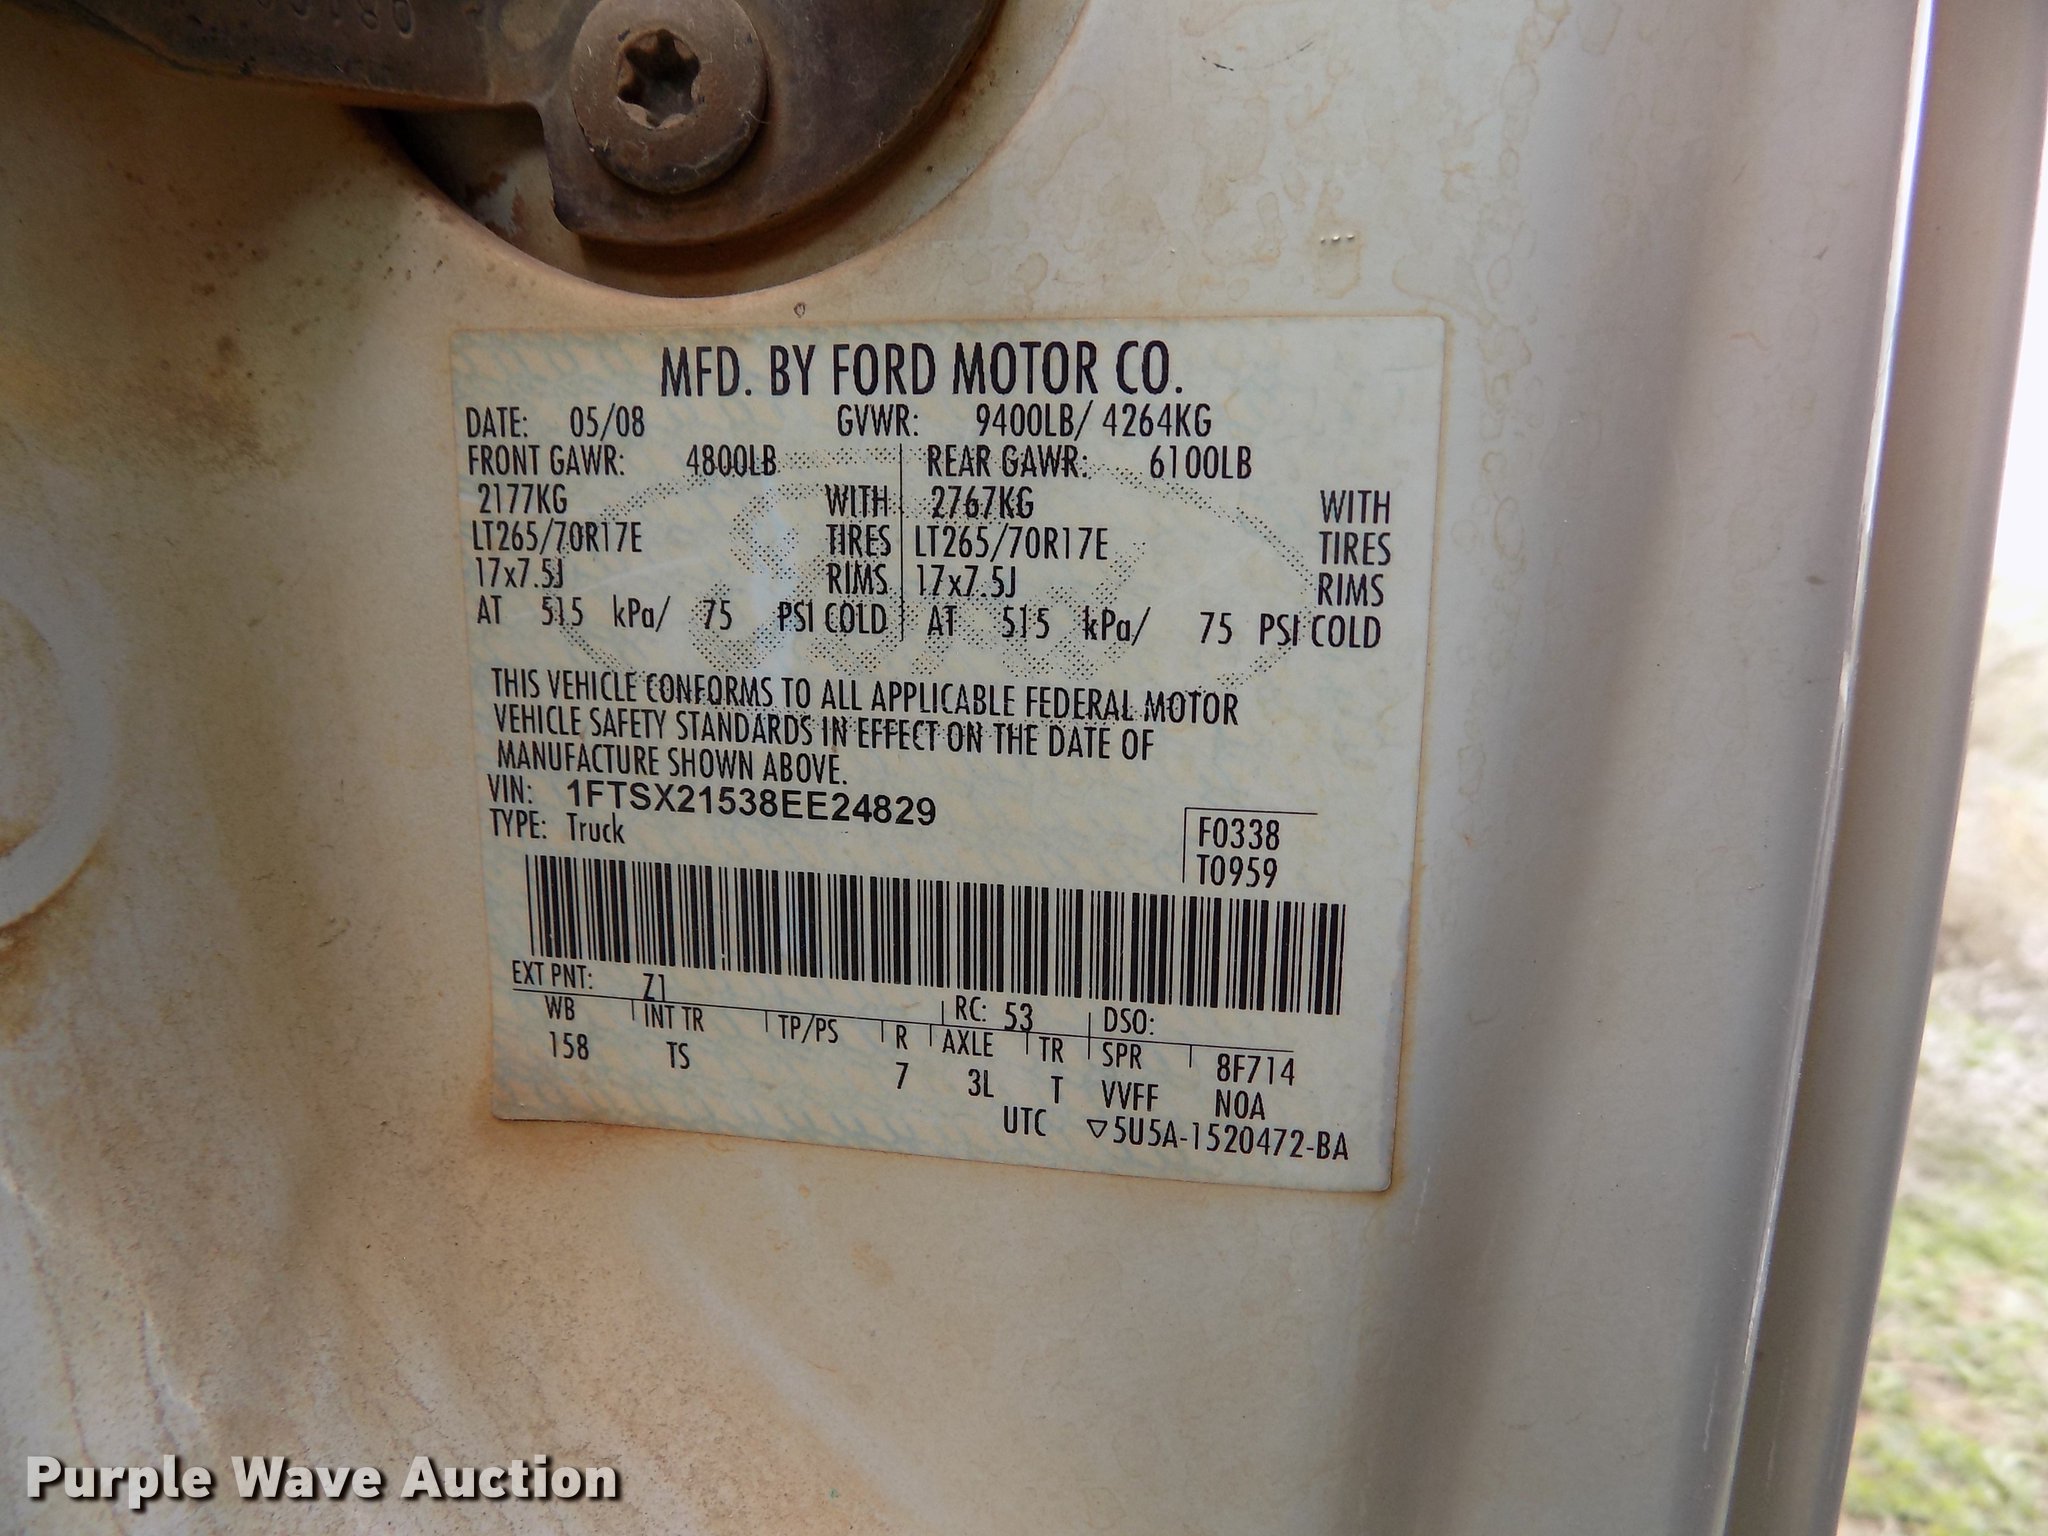 MFD. BY FORD MOTOR CO.
DATE: 05/08 GVWR: 9400LB/ 4264KG
FRONT GAWR: 4800LB REAR GAWR: 6100LB
2177KG WITH 2767KG WITH
LT265/70R17E TIRES LT265/70R17E TIRES
17x7.5J RIMS 17x7.5J RIMS
AT 515 kPa/ 75 PSI COLD AT 515 kPa/ 75 PSI COLD
THIS VEHICLE CONFORMS TO ALL APPLICABLE FEDERAL MOTOR
VEHICLE SAFETY STANDARDS IN EFFECT ON THE DATE OF
MANUFACTURE SHOWN ABOVE.
VIN: 1FTSX21538EE24829
TYPE: Truck
F0338
T0959
EXT PNT: Z1 RC: 53 DSO:
WB INT TR TP/PS R AXLE TR SPR 8F714
158 TS 7 3L T VVFF NOA
UTC ▽5U5A-1520472-BA
Purple Wave Auction